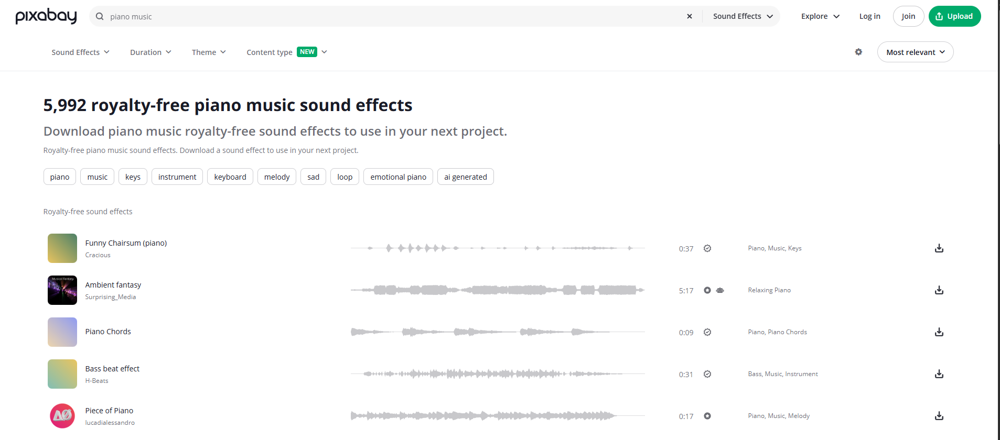 pixabay
piano music
Sound Effects
Explore
Log in
Join
Upload
Sound Effects
Duration
Theme
Content type NEW
Most relevant
5,992 royalty-free piano music sound effects
Download piano music royalty-free sound effects to use in your next project.
Royalty-free piano music sound effects. Download a sound effect to use in your next project.
piano
music
keys
instrument
keyboard
melody
sad
loop
emotional piano
ai generated
Royalty-free sound effects
Funny Chairsum (piano)
Cracious
0:37
Piano, Music, Keys
Musical Fantasy
Ambient fantasy
Surprising_Media
5:17
Relaxing Piano
Piano Chords
0:09
Piano, Piano Chords
Bass beat effect
H-Beats
0:31
Bass, Music, Instrument
AØ
Piece of Piano
lucadialessandro
0:17
Piano, Music, Melody